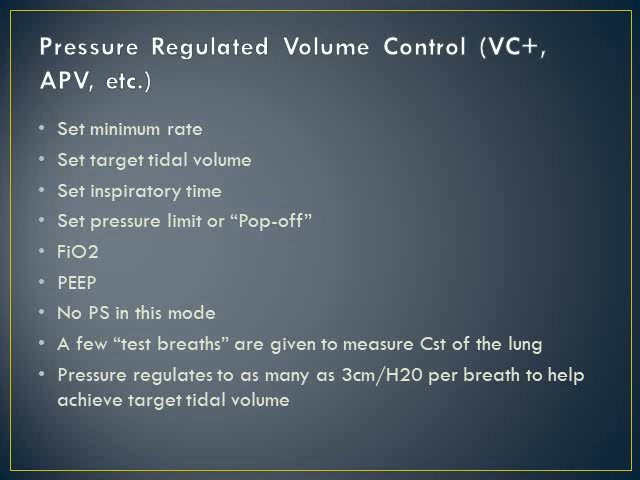 Pressure Regulated Volume Control (VC+,
APV, etc.)
• Set minimum rate
• Set target tidal volume
• Set inspiratory time
• Set pressure limit or “Pop-off”
• FiO2
• PEEP
• No PS in this mode
• A few “test breaths” are given to measure Cst of the lung
• Pressure regulates to as many as 3cm/H20 per breath to help
achieve target tidal volume